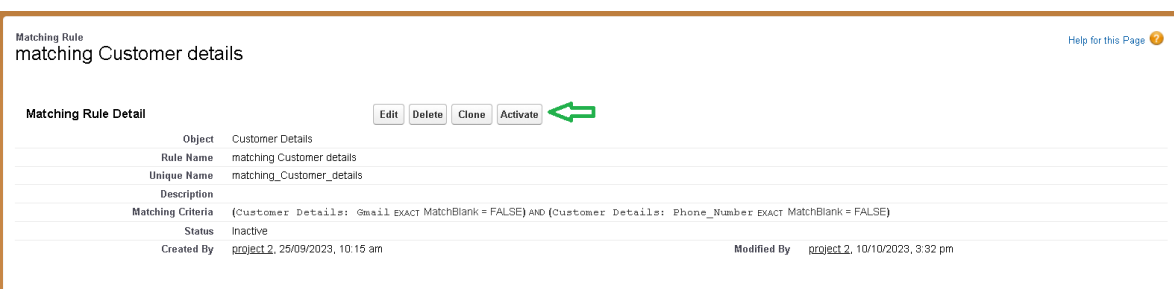 Matching Rule
matching Customer details
Help for this Page ?
Matching Rule Detail
Edit Delete Clone Activate
Object Customer Details
Rule Name matching Customer details
Unique Name matching_Customer_details
Description
Matching Criteria (Customer Details: Gmail EXACT MatchBlank = FALSE) AND (Customer Details: Phone_Number EXACT MatchBlank = FALSE)
Status Inactive
Created By project 2, 25/09/2023, 10:15 am Modified By project 2, 10/10/2023, 3:32 pm